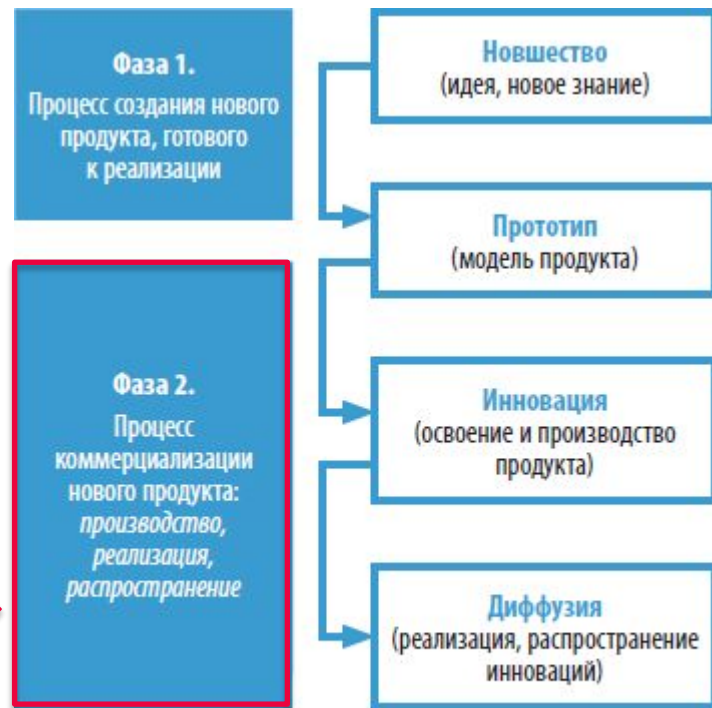 Фаза 1.
Процесс создания нового
продукта, готового
к реализации
Новшество
(идея, новое знание)
Прототип
(модель продукта)
Фаза 2.
Процесс
коммерциализации
нового продукта:
производство,
реализация,
распространение
Инновация
(освоение и производство
продукта)
Диффузия
(реализация, распространение
инноваций)